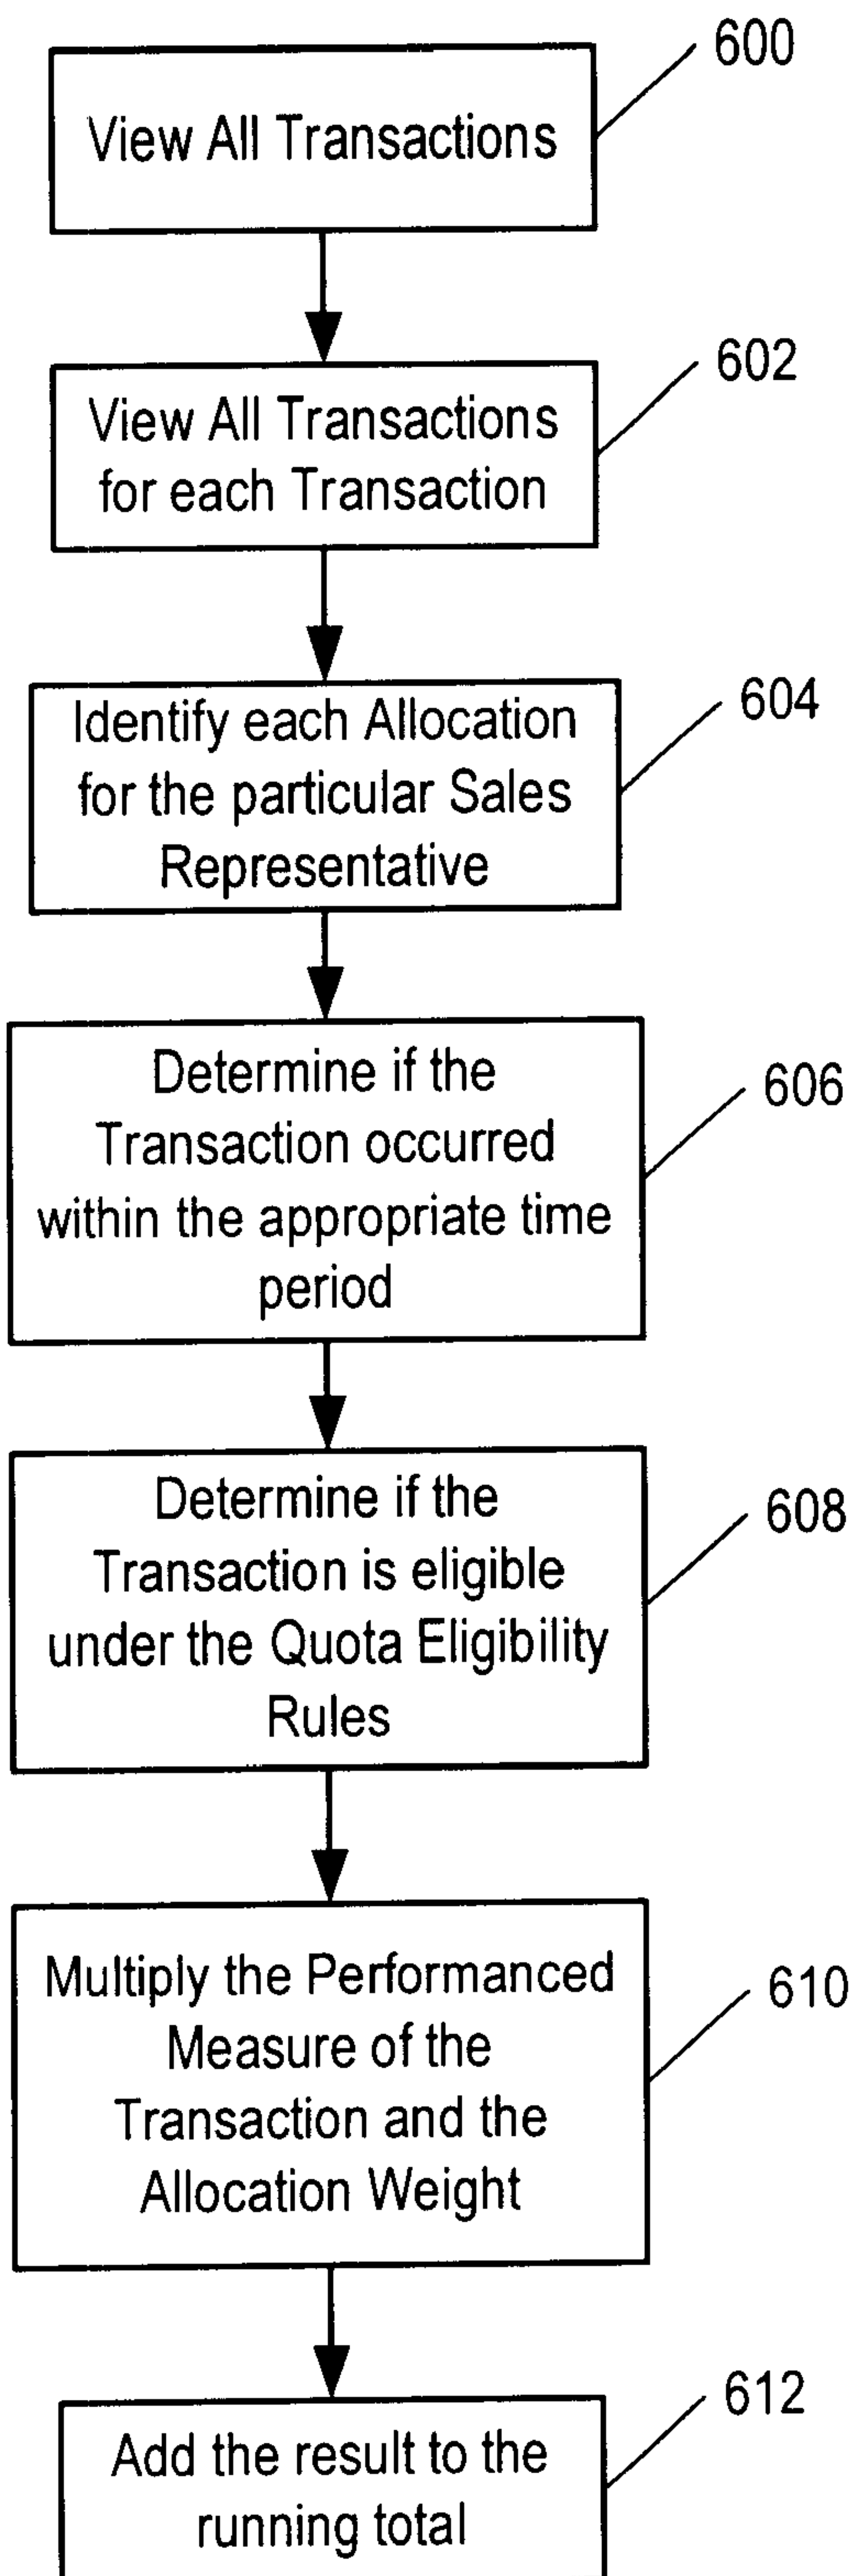 600
View All Transactions
602
View All Transactions
for each Transaction
604
Identify each Allocation
for the particular Sales
Representative
606
Determine if the
Transaction occurred
within the appropriate time
period
608
Determine if the
Transaction is eligible
under the Quota Eligibility
Rules
610
Multiply the Performanced
Measure of the
Transaction and the
Allocation Weight
612
Add the result to the
running total